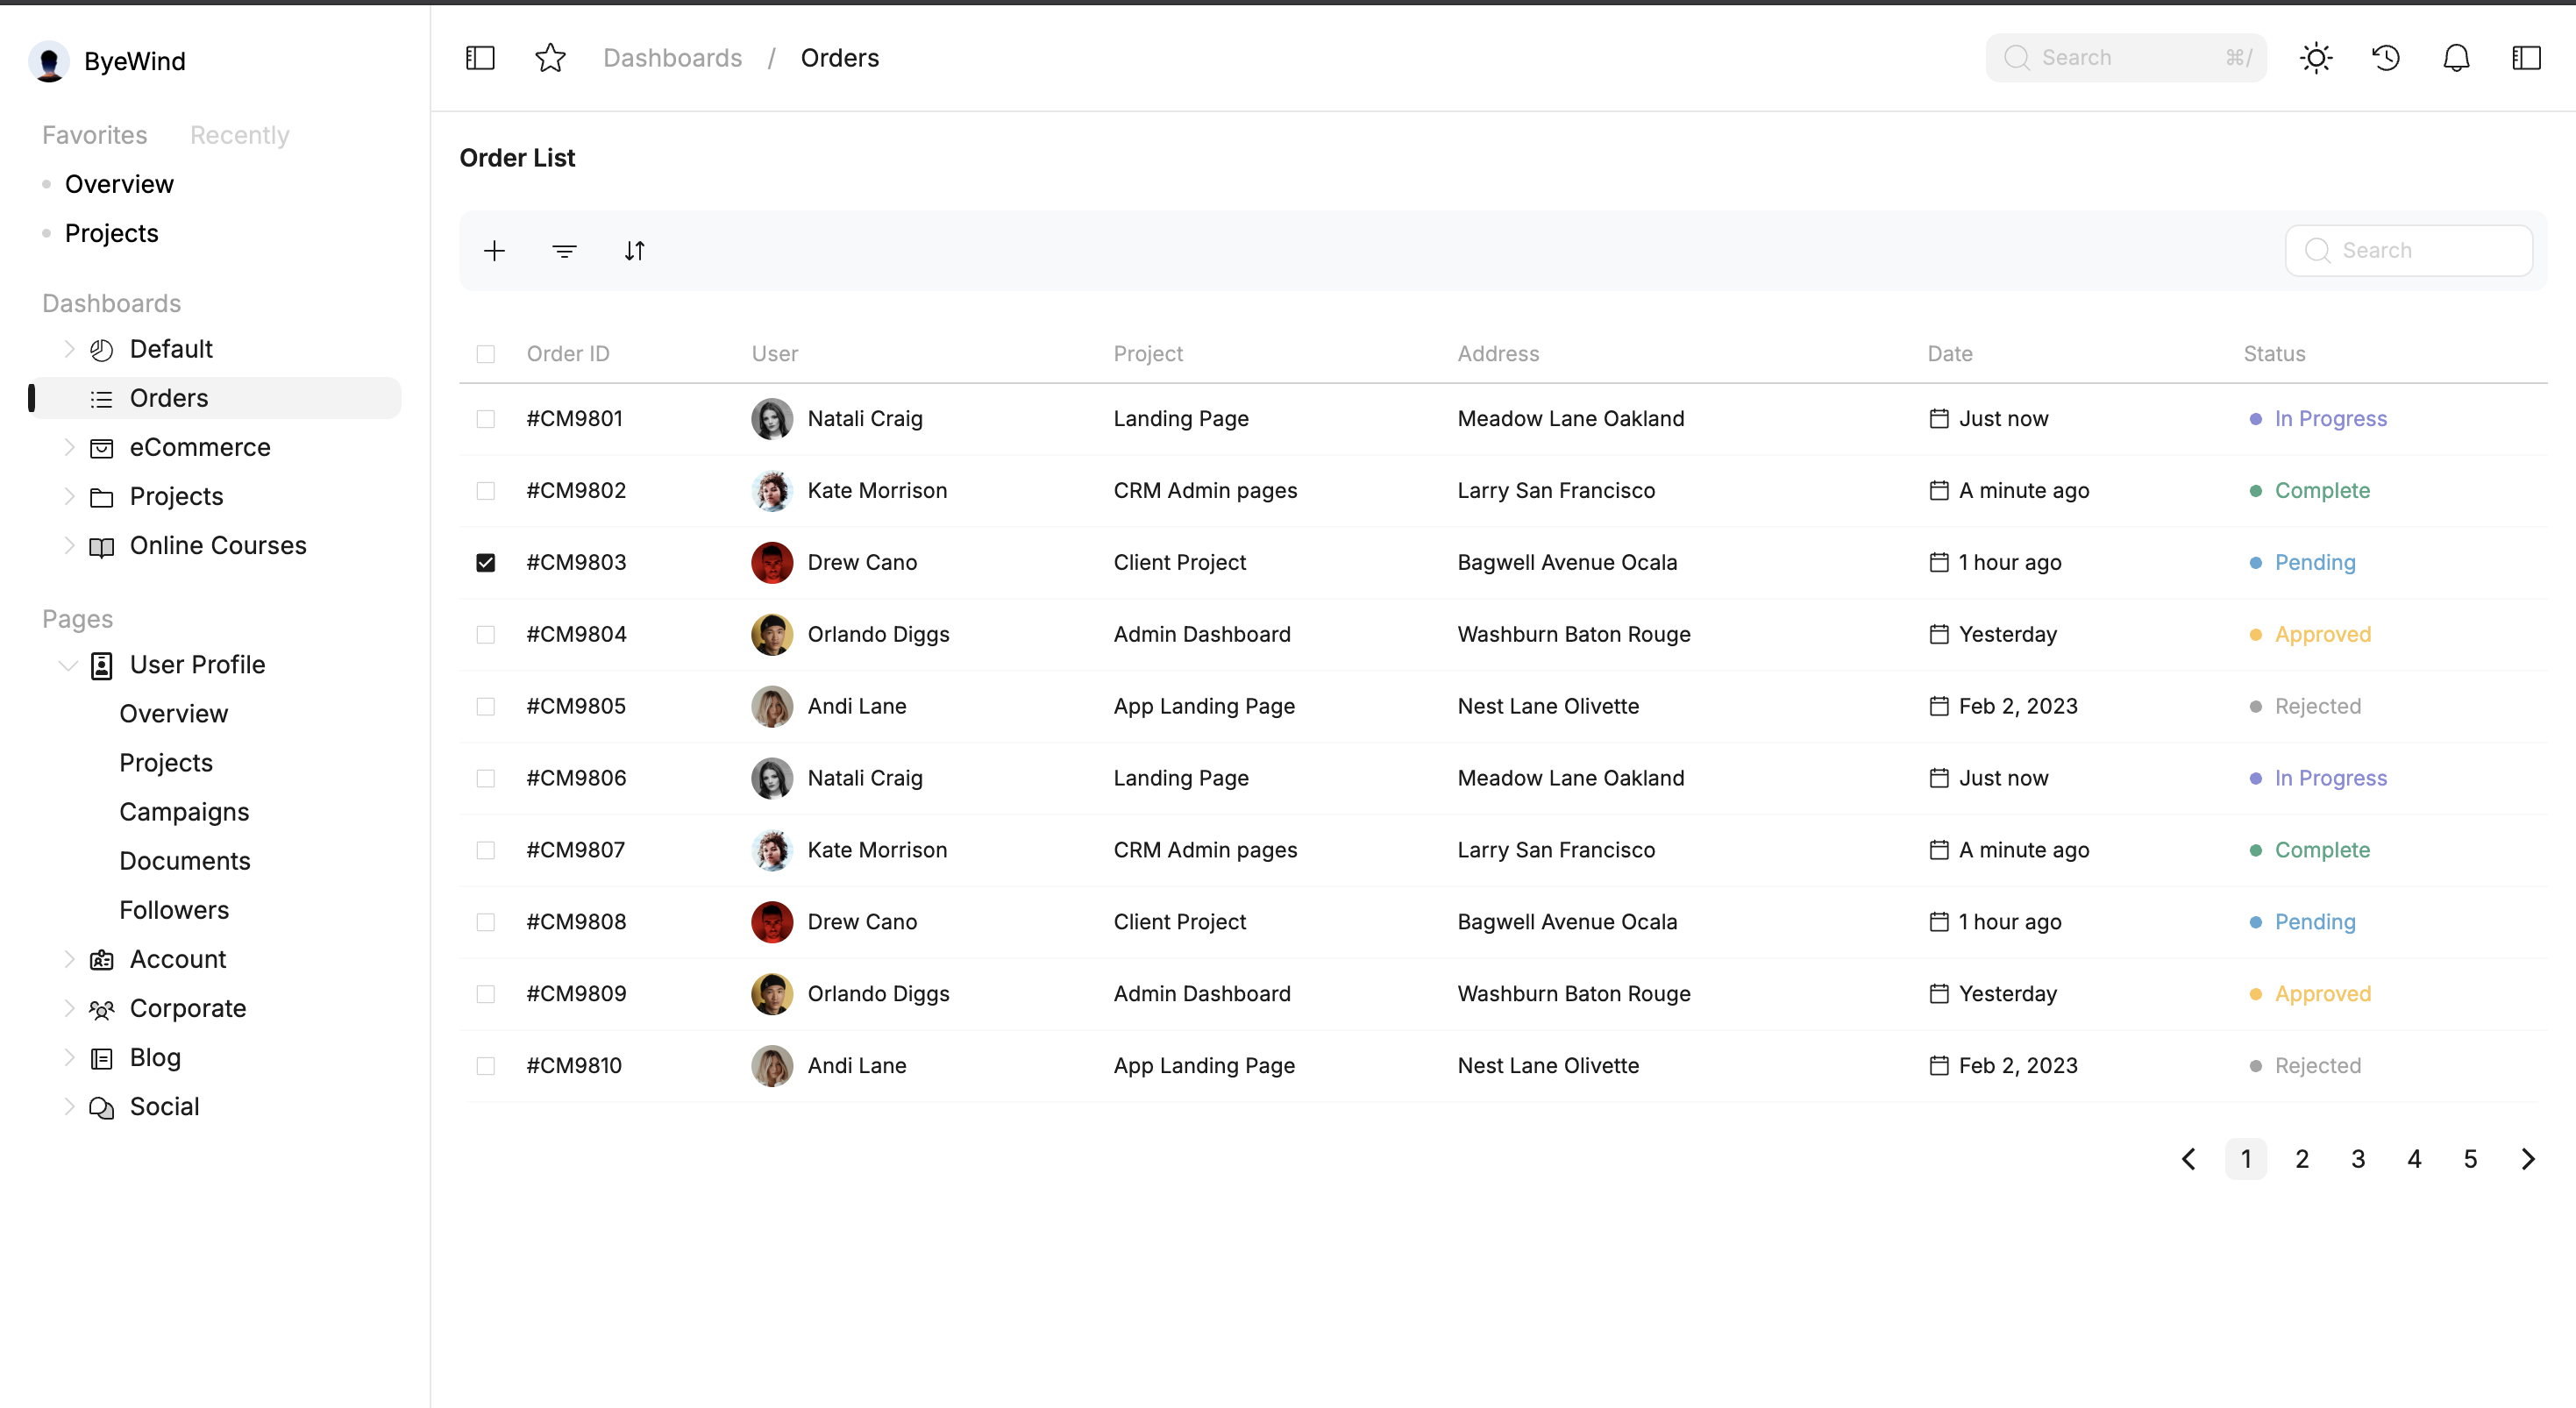 ByeWind
Favorites Recently
Overview
Projects
Dashboards
Default
Orders
eCommerce
Projects
Online Courses
Pages
User Profile
Overview
Projects
Campaigns
Documents
Followers
Account
Corporate
Blog
Social
Dashboards / Orders
Search ⌘/
Order List
Search
Order ID User Project Address Date Status
#CM9801 Natali Craig Landing Page Meadow Lane Oakland Just now In Progress
#CM9802 Kate Morrison CRM Admin pages Larry San Francisco A minute ago Complete
#CM9803 Drew Cano Client Project Bagwell Avenue Ocala 1 hour ago Pending
#CM9804 Orlando Diggs Admin Dashboard Washburn Baton Rouge Yesterday Approved
#CM9805 Andi Lane App Landing Page Nest Lane Olivette Feb 2, 2023 Rejected
#CM9806 Natali Craig Landing Page Meadow Lane Oakland Just now In Progress
#CM9807 Kate Morrison CRM Admin pages Larry San Francisco A minute ago Complete
#CM9808 Drew Cano Client Project Bagwell Avenue Ocala 1 hour ago Pending
#CM9809 Orlando Diggs Admin Dashboard Washburn Baton Rouge Yesterday Approved
#CM9810 Andi Lane App Landing Page Nest Lane Olivette Feb 2, 2023 Rejected
1 2 3 4 5